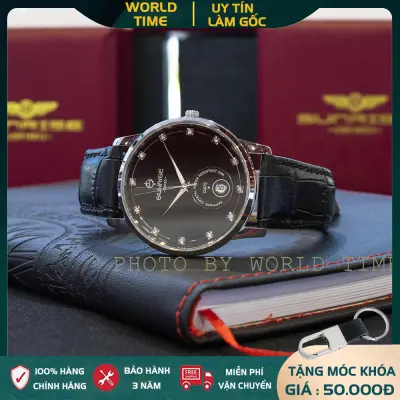 WORLD
TIME
UY TÍN
LÀM GỐC
SUNRISE
SUNRISE
PHOTO BY WORLD TIME
100% HÀNG
CHÍNH HÃNG
BẢO HÀNH
3 NĂM
MIỄN PHÍ
VẬN CHUYỂN
TẶNG MÓC KHÓA
GIÁ : 50.000Đ